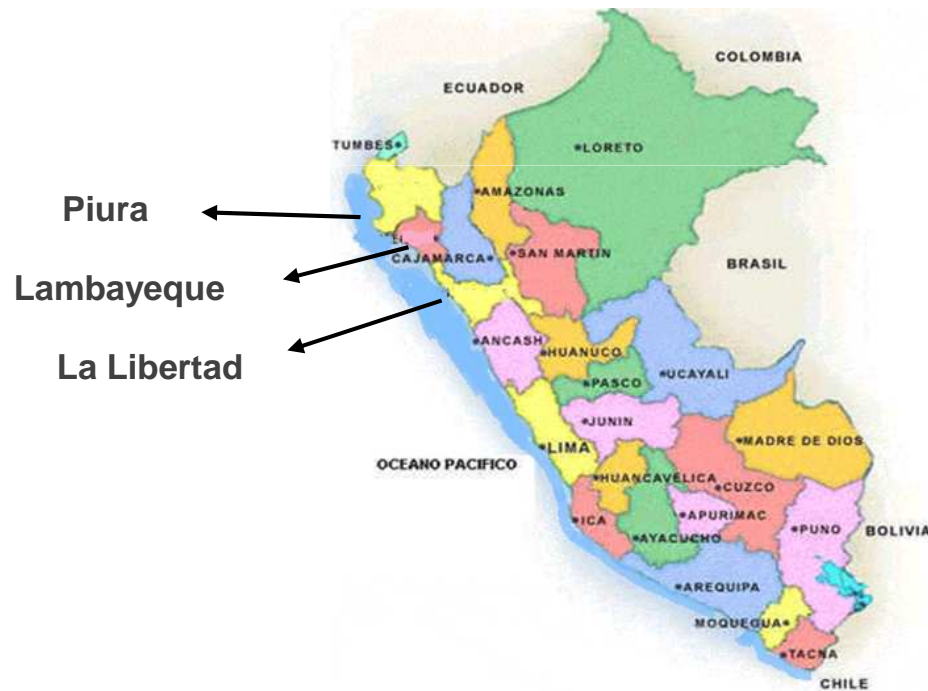 COLOMBIA
ECUADOR
TUMBES
LORETO
AMAZONAS
Piura
CAJAMARCA
SAN MARTIN
BRASIL
Lambayeque
ANCASH
HUANUCO
La Libertad
PASCO
UCAYALI
JUNIN
MADRE DE DIOS
LIMA
OCEANO PACIFICO
HUANCAVELICA
CUZCO
ICA
APURIMAC
PUNO
BOLIVIA
AYACUCHO
AREQUIPA
MOQUEGUA
TACNA
CHILE